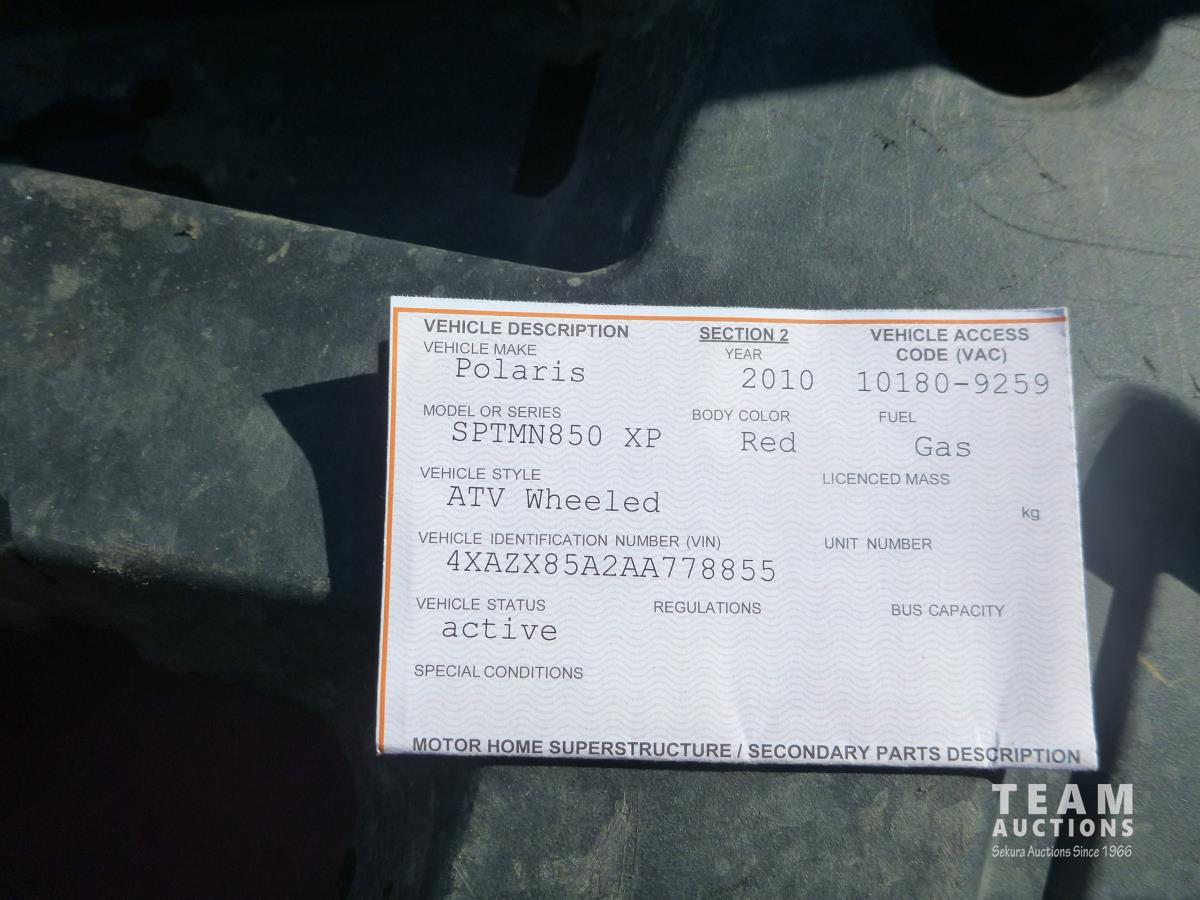 VEHICLE DESCRIPTION SECTION 2 VEHICLE ACCESS
CODE (VAC)
VEHICLE MAKE YEAR
Polaris 2010 10180-9259
MODEL OR SERIES BODY COLOR FUEL
SPTMN850 XP Red Gas
VEHICLE STYLE LICENCED MASS
ATV Wheeled kg
VEHICLE IDENTIFICATION NUMBER (VIN) UNIT NUMBER
4XAZX85A2AA778855
VEHICLE STATUS REGULATIONS BUS CAPACITY
active
SPECIAL CONDITIONS
MOTOR HOME SUPERSTRUCTURE / SECONDARY PARTS DESCRIPTION
TEAM
AUCTIONS
Sekura Auctions Since 1966